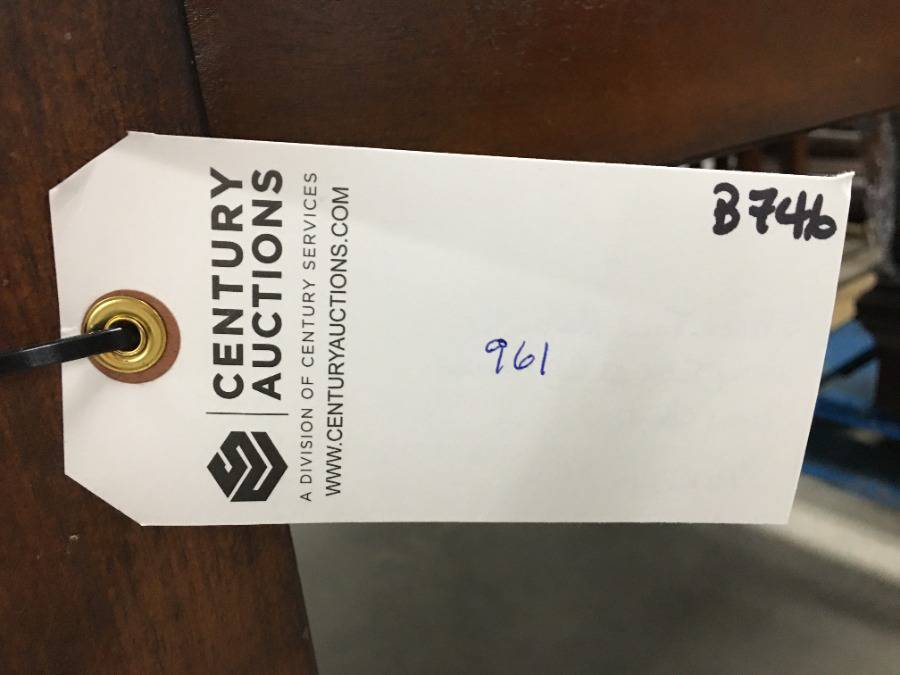 CENTURY
AUCTIONS
A DIVISION OF CENTURY SERVICES
WWW.CENTURYAUCTIONS.COM
961
B746